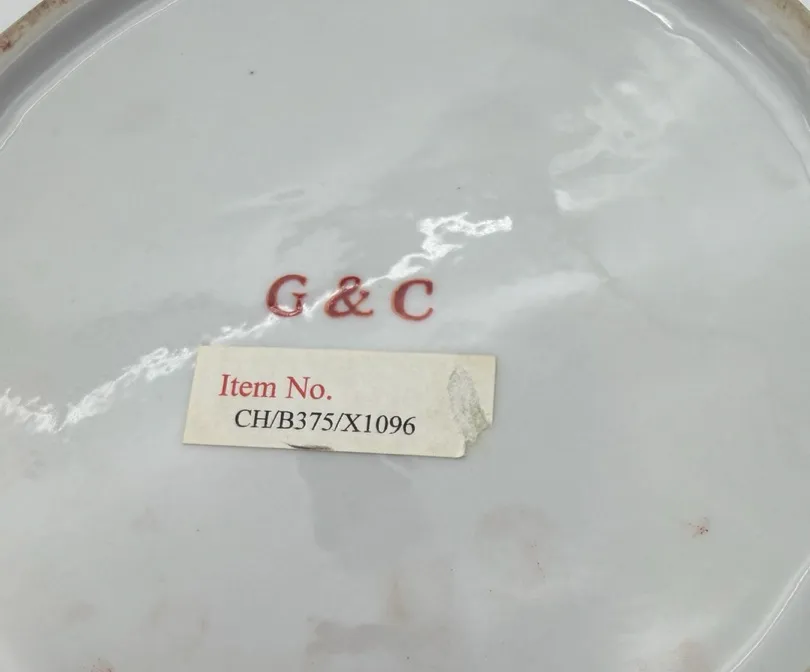 G & C
Item No.
CH/B375/X1096